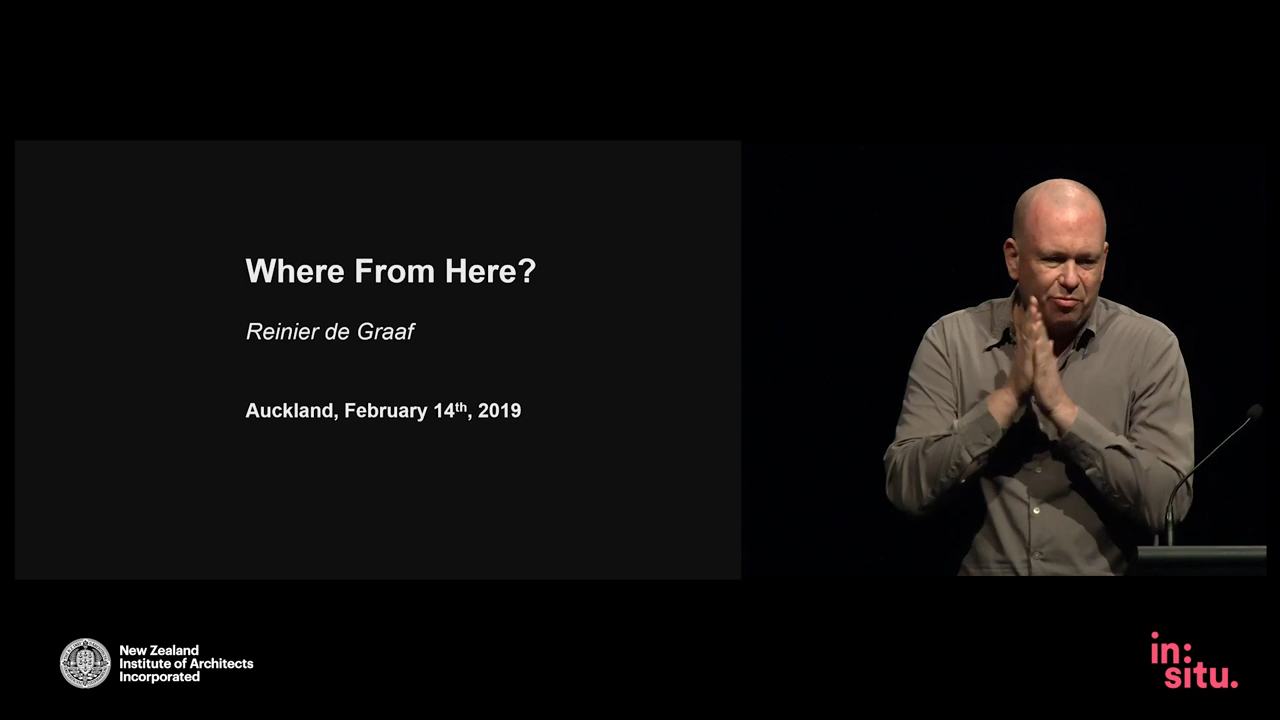 Where From Here?
Reinier de Graaf
Auckland, February 14th, 2019
New Zealand
Institute of Architects
Incorporated
in:
situ.